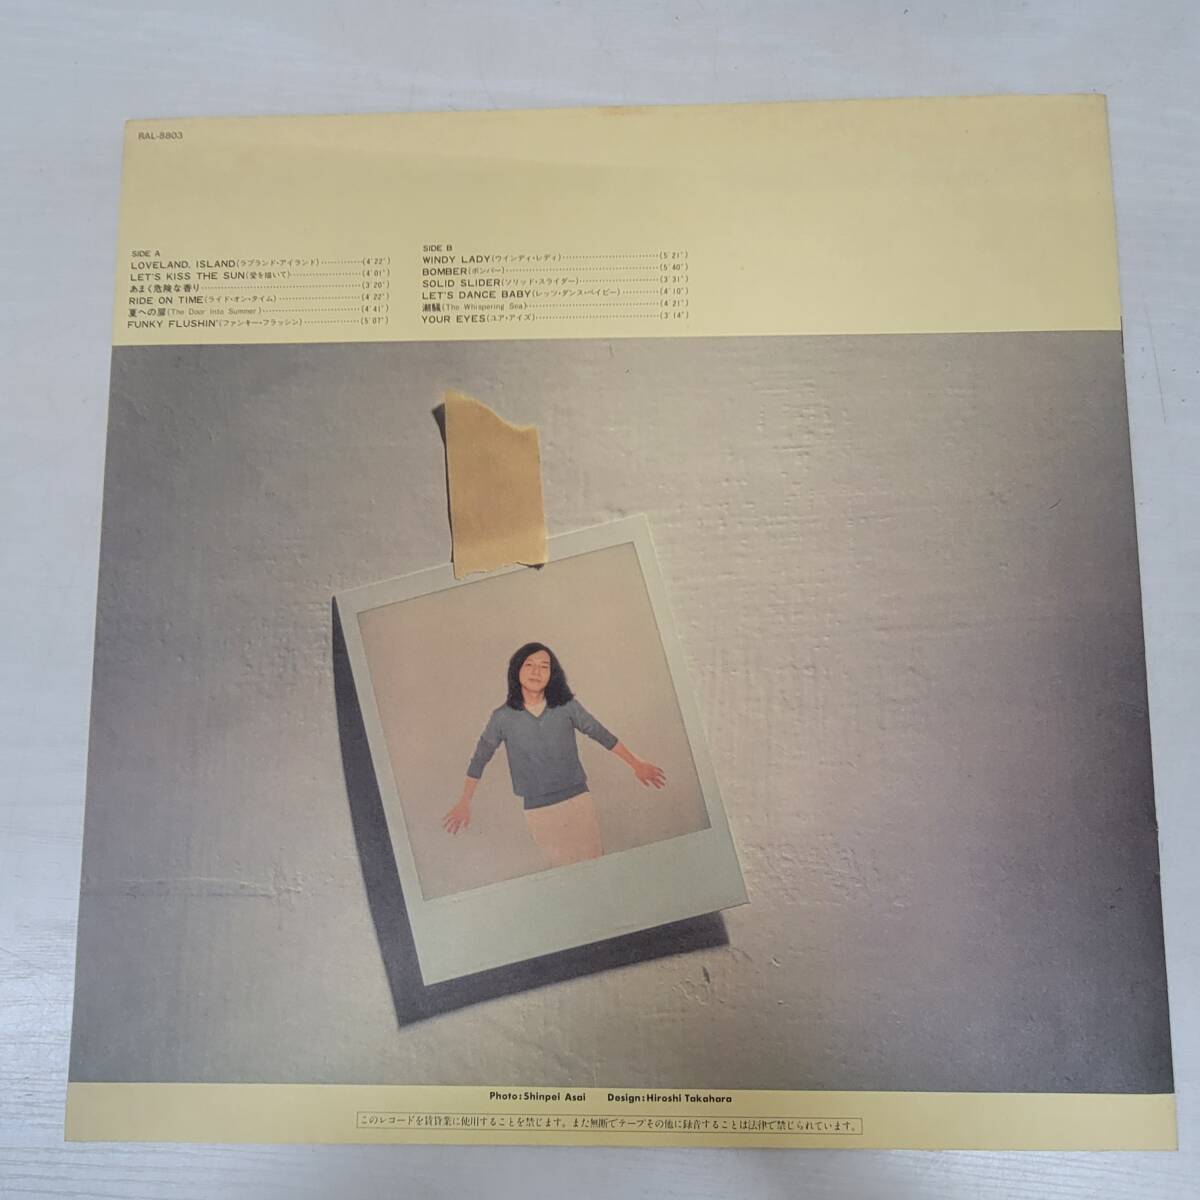 RAL-8803
SIDE A
LOVELAND, ISLAND(ラブランド・アイランド)············(4′22″)
LET'S KISS THE SUN(愛を描いて)·····················(4′01″)
あまく危険な香り················································(3′20″)
RIDE ON TIME(ライド・オン・タイム)·························(4′22″)
夏への扉(The Door Into Summer)······························(4′41″)
FUNKY FLUSHIN'(ファンキー・フラッシン)·················(5′07″)
SIDE B
WINDY LADY(ウインディ・レディ)·····························(5′21″)
BOMBER(ボンバー)···············································(5′40″)
SOLID SLIDER(ソリッド・スライダー)························(3′31″)
LET'S DANCE BABY(レッツ・ダンス・ベイビー)···········(4′10″)
潮騒(The Whispering Sea)········································(4′21″)
YOUR EYES(ユア・アイズ)·····································(3′14″)
Photo:Shinpei Asai Design:Hiroshi Takahara
このレコードを賃貸業に使用することを禁じます。また無断でテープその他に録音することは法律で禁じられています。